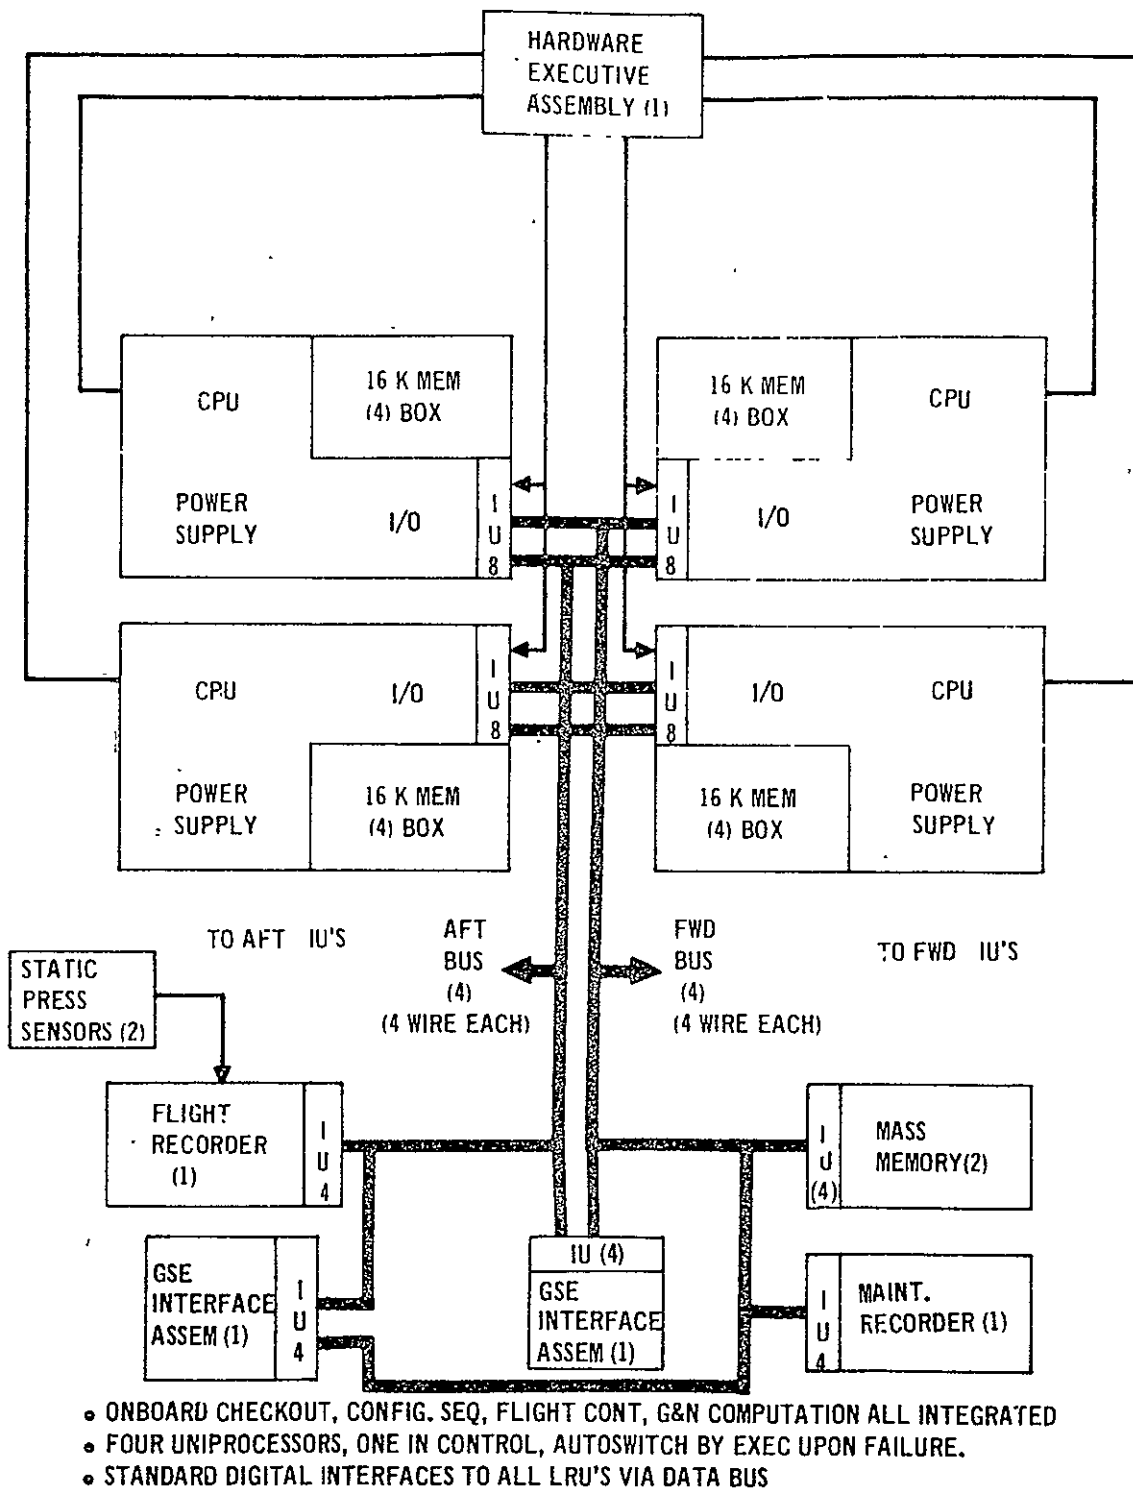 HARDWARE
EXECUTIVE
ASSEMBLY (1)
CPU
16 K MEM
(4) BOX
POWER
SUPPLY
I/O
I
U
8
16 K MEM
(4) BOX
CPU
I
U
8
I/O
POWER
SUPPLY
CPU
I/O
I
U
8
POWER
SUPPLY
16 K MEM
(4) BOX
I
U
8
I/O
CPU
16 K MEM
(4) BOX
POWER
SUPPLY
TO AFT IU'S
AFT
BUS
(4)
(4 WIRE EACH)
FWD
BUS
(4)
(4 WIRE EACH)
TO FWD IU'S
STATIC
PRESS
SENSORS (2)
FLIGHT
RECORDER
(1)
I
U
4
I
U
(4)
MASS
MEMORY (2)
GSE
INTERFACE
ASSEM (1)
I
U
4
IU (4)
GSE
INTERFACE
ASSEM (1)
I
U
4
MAINT.
RECORDER (1)
• ONBOARD CHECKOUT, CONFIG. SEQ, FLIGHT CONT, G&N COMPUTATION ALL INTEGRATED
• FOUR UNIPROCESSORS, ONE IN CONTROL, AUTOSWITCH BY EXEC UPON FAILURE.
• STANDARD DIGITAL INTERFACES TO ALL LRU'S VIA DATA BUS